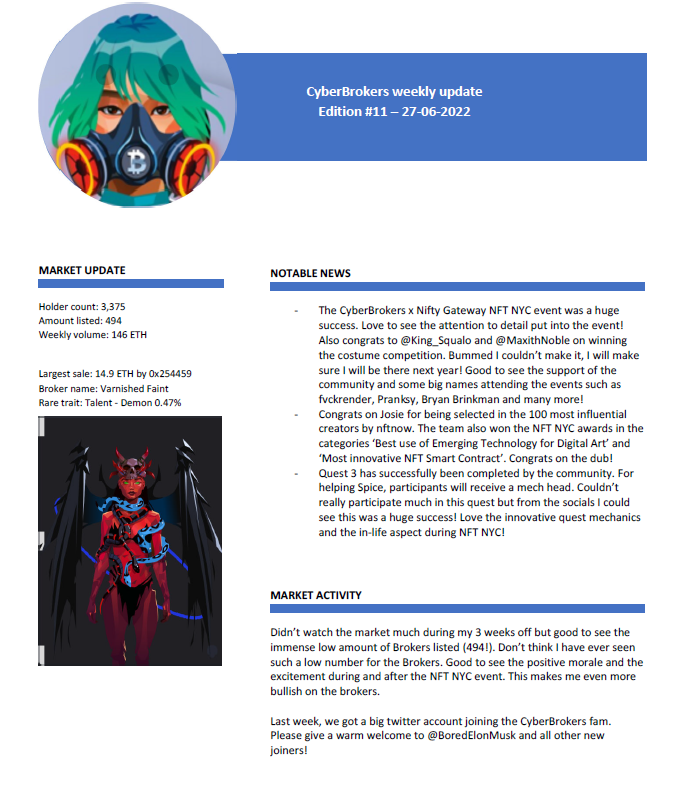 CyberBrokers weekly update
Edition #11 – 27-06-2022
MARKET UPDATE
Holder count: 3,375
Amount listed: 494
Weekly volume: 146 ETH
Largest sale: 14.9 ETH by 0x254459
Broker name: Varnished Faint
Rare trait: Talent - Demon 0.47%
NOTABLE NEWS
- The CyberBrokers x Nifty Gateway NFT NYC event was a huge
success. Love to see the attention to detail put into the event!
Also congrats to @King_Squalo and @MaxithNoble on winning
the costume competition. Bummed I couldn’t make it, I will make
sure I will be there next year! Good to see the support of the
community and some big names attending the events such as
fvckrender, Pranksy, Bryan Brinkman and many more!
- Congrats on Josie for being selected in the 100 most influential
creators by nftnow. The team also won the NFT NYC awards in the
categories ‘Best use of Emerging Technology for Digital Art’ and
‘Most innovative NFT Smart Contract’. Congrats on the dub!
- Quest 3 has successfully been completed by the community. For
helping Spice, participants will receive a mech head. Couldn’t
really participate much in this quest but from the socials I could
see this was a huge success! Love the innovative quest mechanics
and the in-life aspect during NFT NYC!
MARKET ACTIVITY
Didn’t watch the market much during my 3 weeks off but good to see the
immense low amount of Brokers listed (494!). Don’t think I have ever seen
such a low number for the Brokers. Good to see the positive morale and the
excitement during and after the NFT NYC event. This makes me even more
bullish on the brokers.
Last week, we got a big twitter account joining the CyberBrokers fam.
Please give a warm welcome to @BoredElonMusk and all other new
joiners!